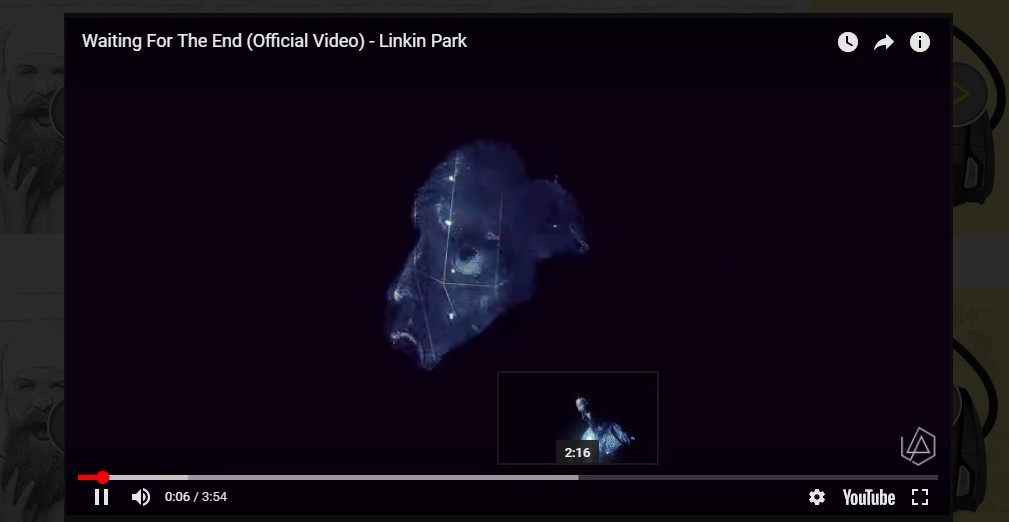 Waiting For The End (Official Video) - Linkin Park
2:16
0:06 / 3:54
YouTube